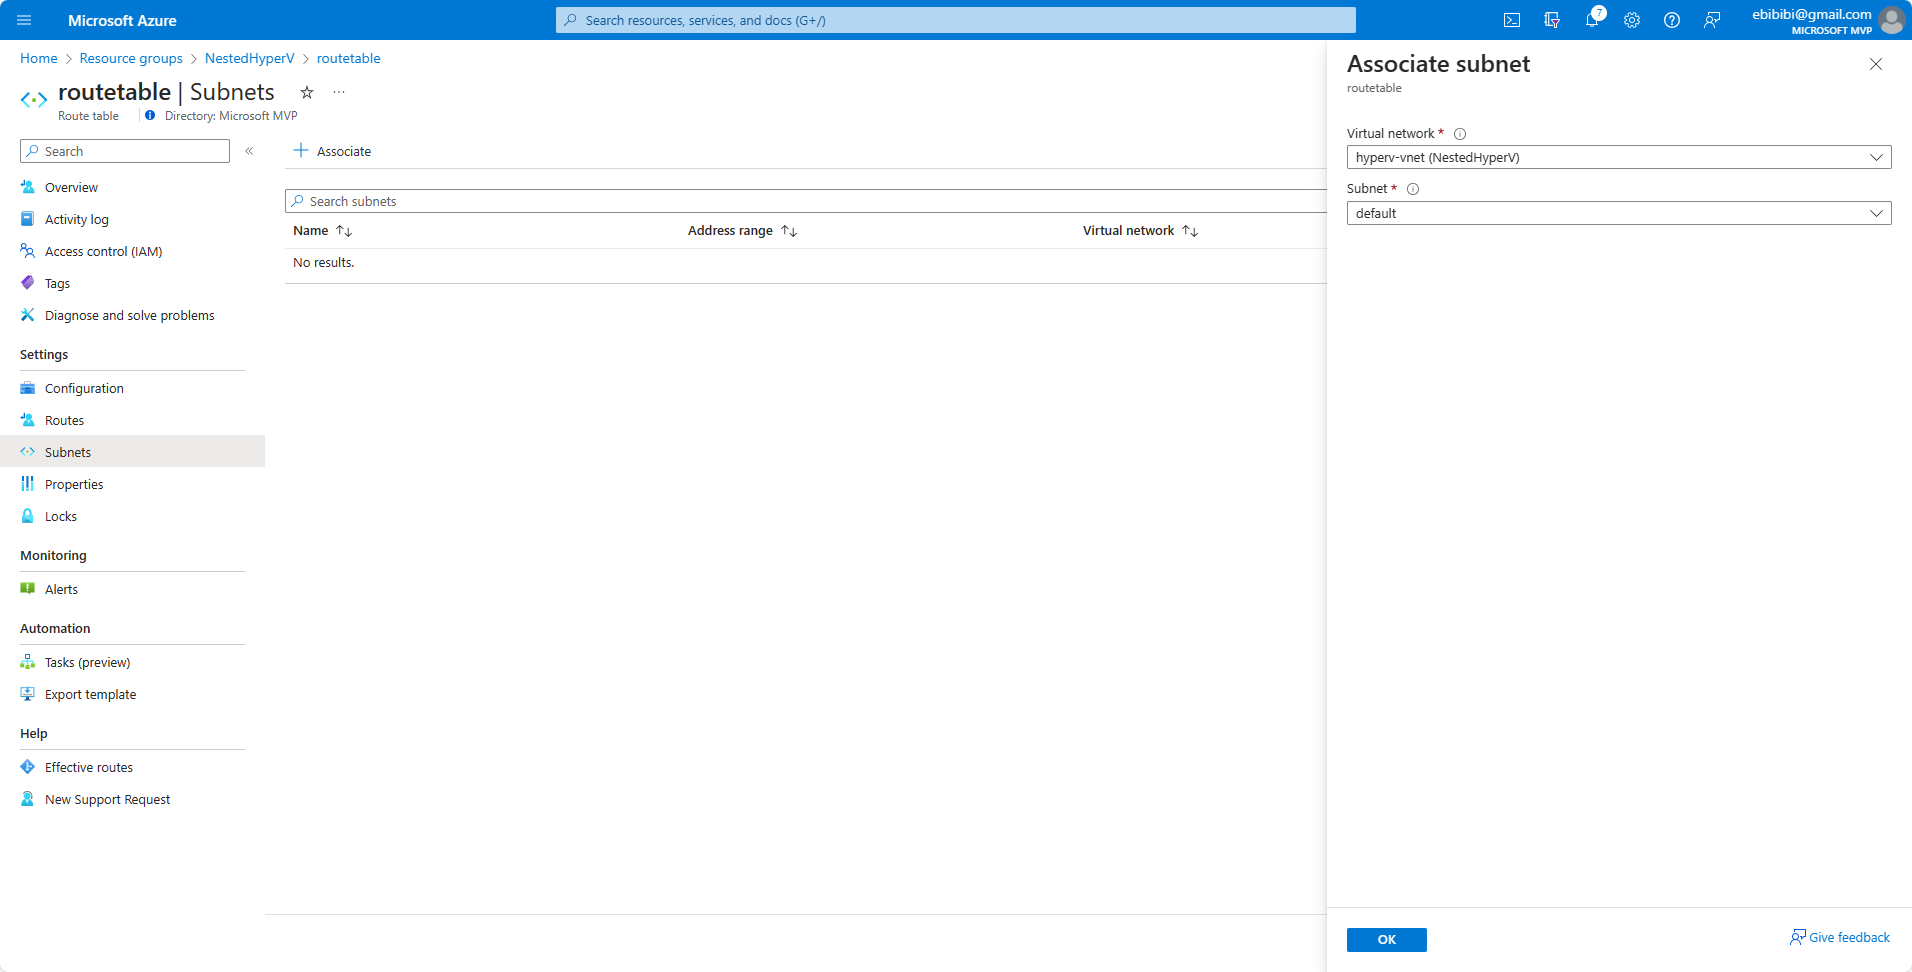 Microsoft Azure
Search resources, services, and docs (G+/)
7
ebibibi@gmail.com
MICROSOFT MVP
Home > Resource groups > NestedHyperV > routetable
routetable | Subnets
Route table
Directory: Microsoft MVP
Search
Overview
Activity log
Access control (IAM)
Tags
Diagnose and solve problems
Settings
Configuration
Routes
Subnets
Properties
Locks
Monitoring
Alerts
Automation
Tasks (preview)
Export template
Help
Effective routes
New Support Request
Associate
Search subnets
Name Address range Virtual network
No results.
Associate subnet
routetable
Virtual network *
hyperv-vnet (NestedHyperV)
Subnet *
default
OK
Give feedback